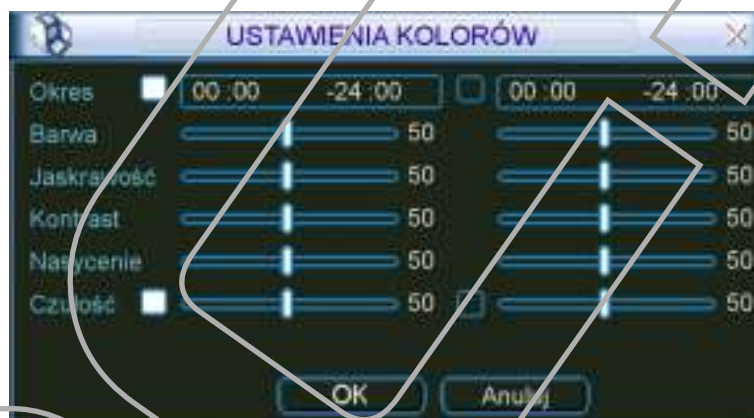 USTAWIENIA KOLORÓW
Okres 00 :00 -24 :00 00 :00 -24 :00
Barwa 50 50
Jaskrawość 50 50
Kontrast 50 50
Nasycenie 50 50
Czułość 50 50
OK Anuluj